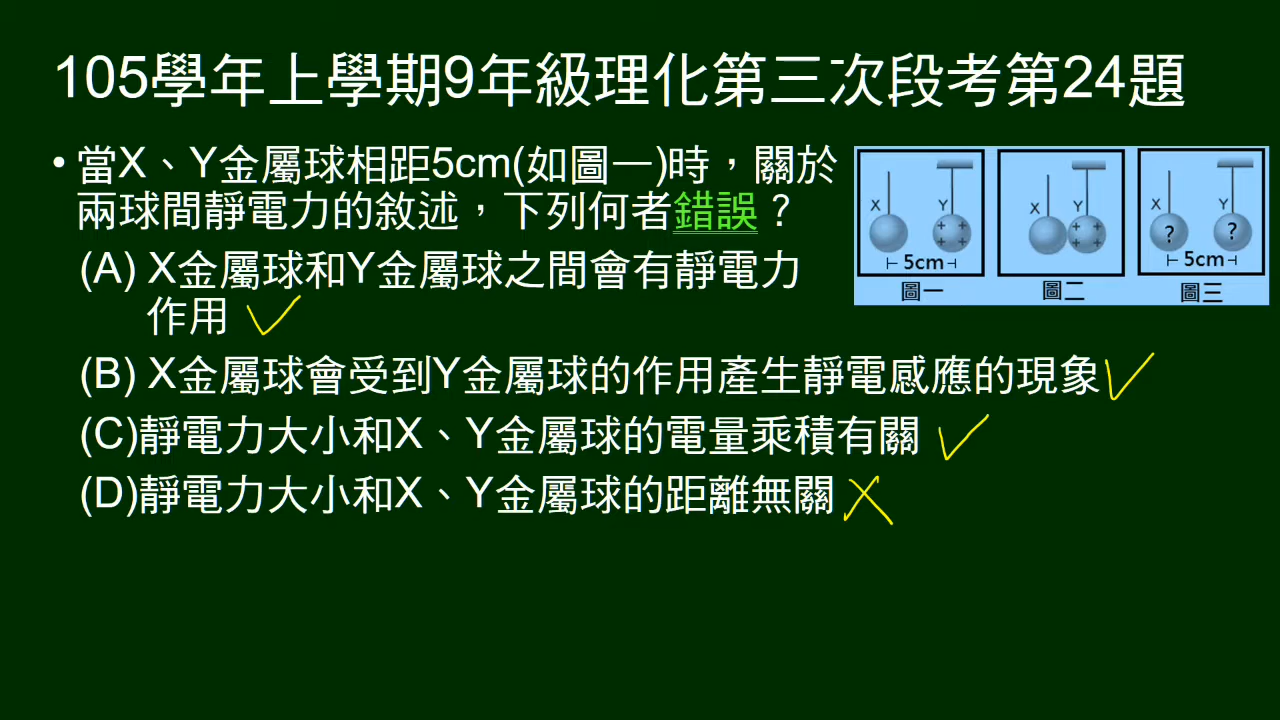 105學年上學期9年級理化第三次段考第24題
• 當X、Y金屬球相距5cm(如圖一)時，關於
兩球間靜電力的敘述，下列何者錯誤？
(A) X金屬球和Y金屬球之間會有靜電力
作用
(B) X金屬球會受到Y金屬球的作用產生靜電感應的現象
(C)靜電力大小和X、Y金屬球的電量乘積有關
(D)靜電力大小和X、Y金屬球的距離無關
X Y
+ +
+ +
5cm
圖一
X Y
+ +
+ +
圖二
X Y
? ?
5cm
圖三